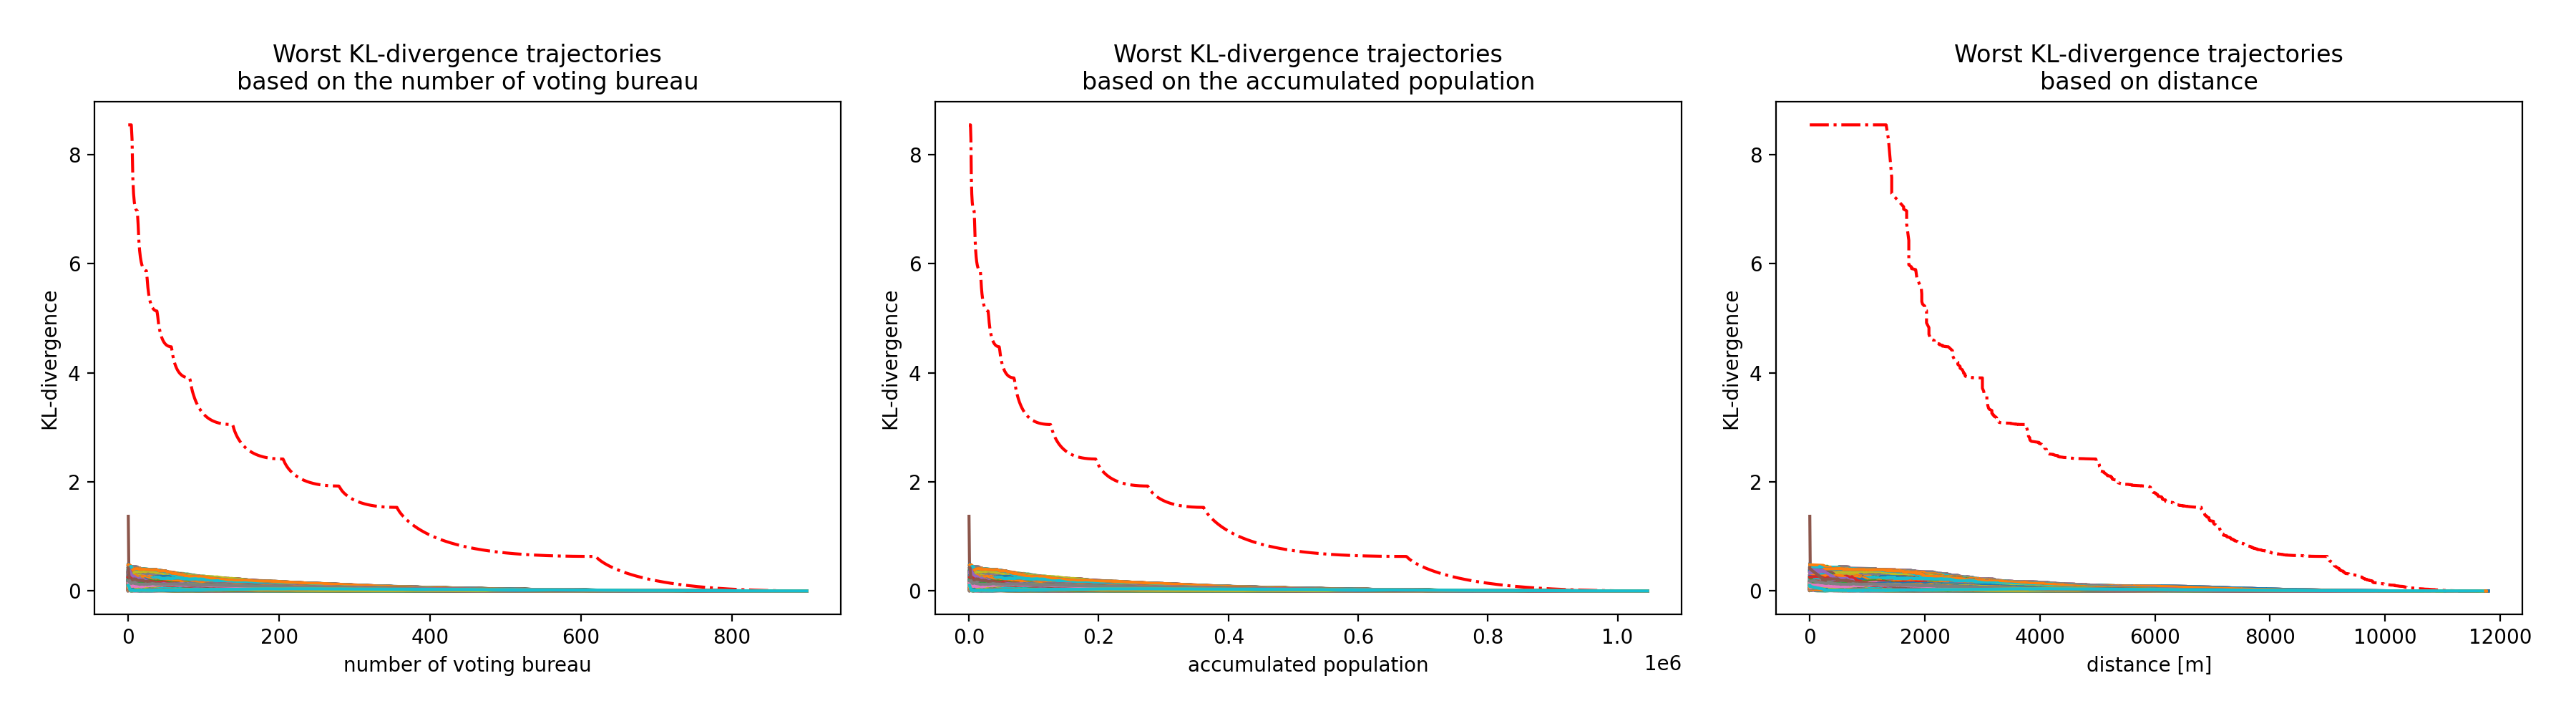 Worst KL-divergence trajectories
based on the number of voting bureau
KL-divergence
8
6
4
2
0
0
200
400
600
800
number of voting bureau
Worst KL-divergence trajectories
based on the accumulated population
KL-divergence
8
6
4
2
0
0.0
0.2
0.4
0.6
0.8
1.0
1e6
accumulated population
Worst KL-divergence trajectories
based on distance
KL-divergence
8
6
4
2
0
0
2000
4000
6000
8000
10000
12000
distance [m]